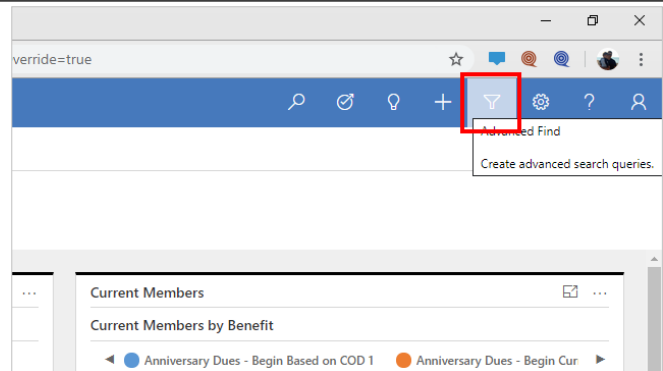 verride=true
Advanced Find
Create advanced search queries.
Current Members
Current Members by Benefit
Anniversary Dues - Begin Based on COD 1 Anniversary Dues - Begin Cur